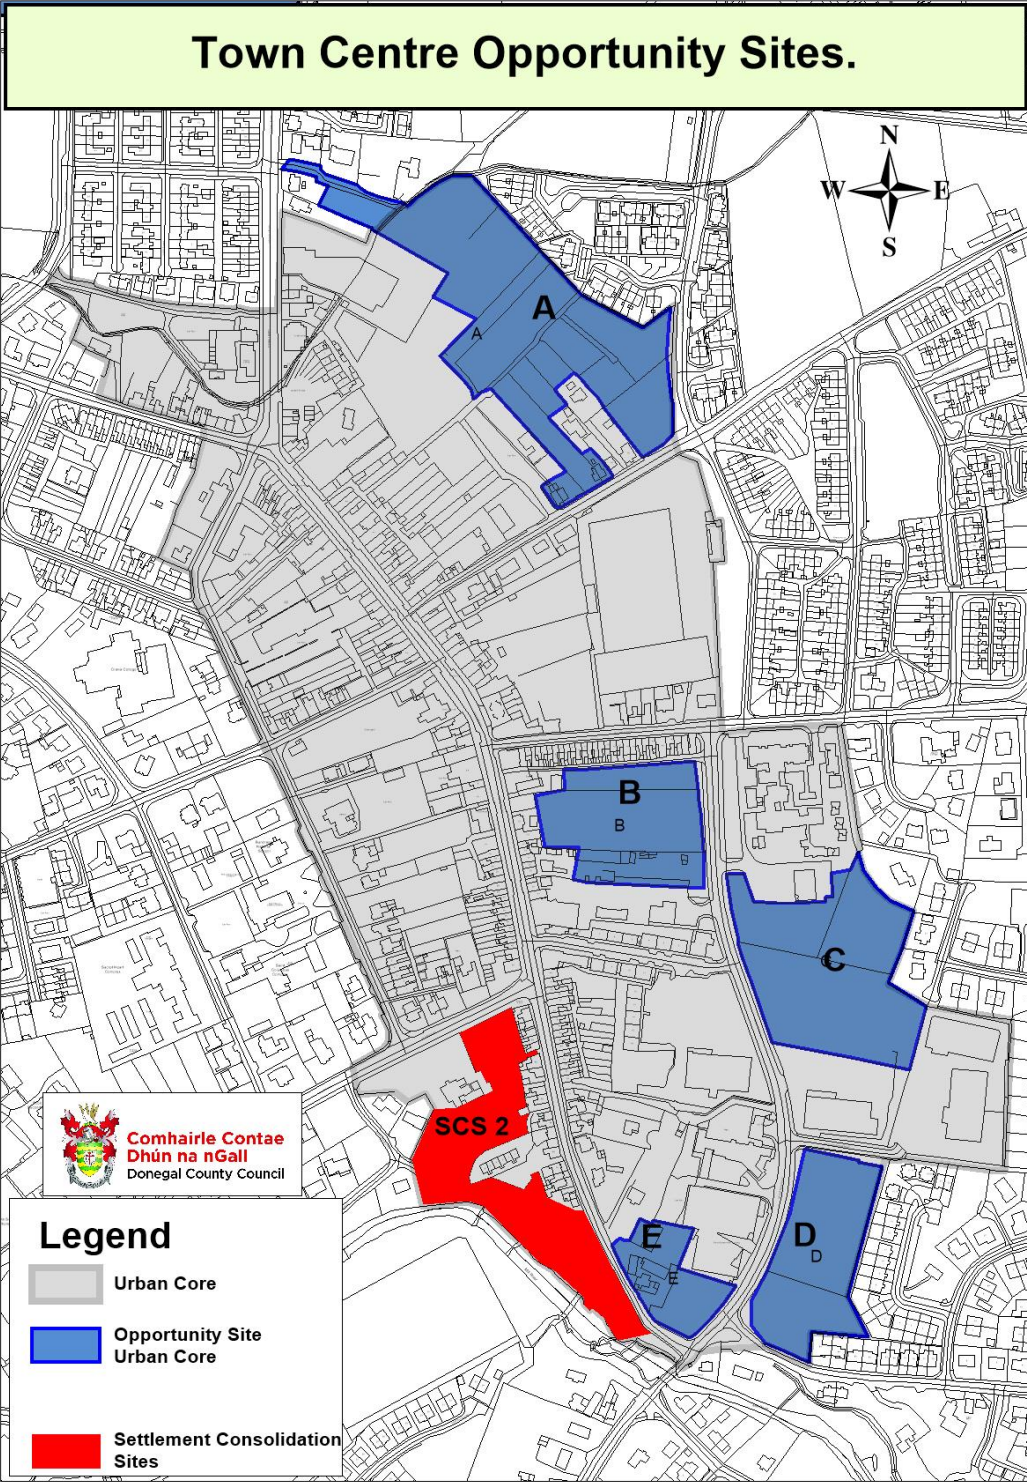 Town Centre Opportunity Sites.
N
W E
S
A
A
B
B
C
SCS 2
E
E
D
D
Comhairle Contae
Dhún na nGall
Donegal County Council
Legend
Urban Core
Opportunity Site
Urban Core
Settlement Consolidation
Sites